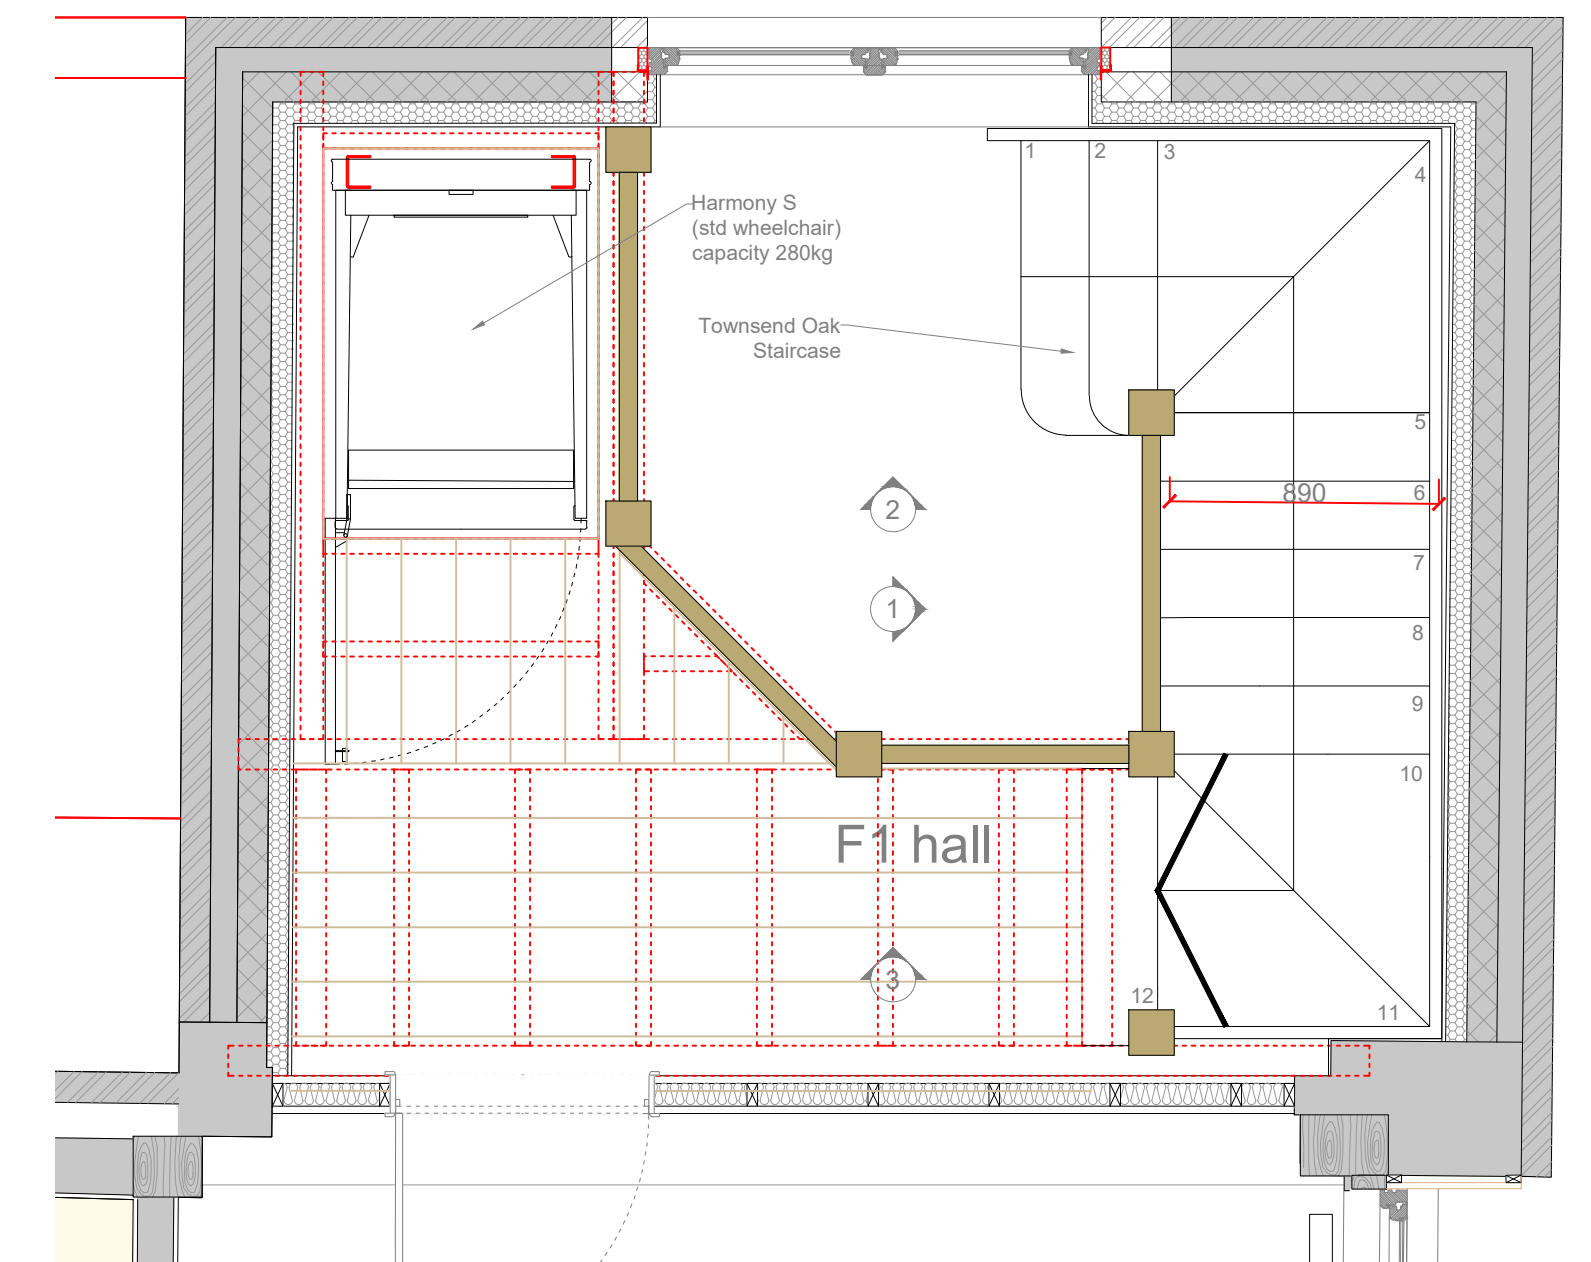 1
2
3
4
Harmony S
(std wheelchair)
capacity 280kg
Townsend Oak
Staircase
5
890
6
2
7
1
8
9
10
F1 hall
3
12
11